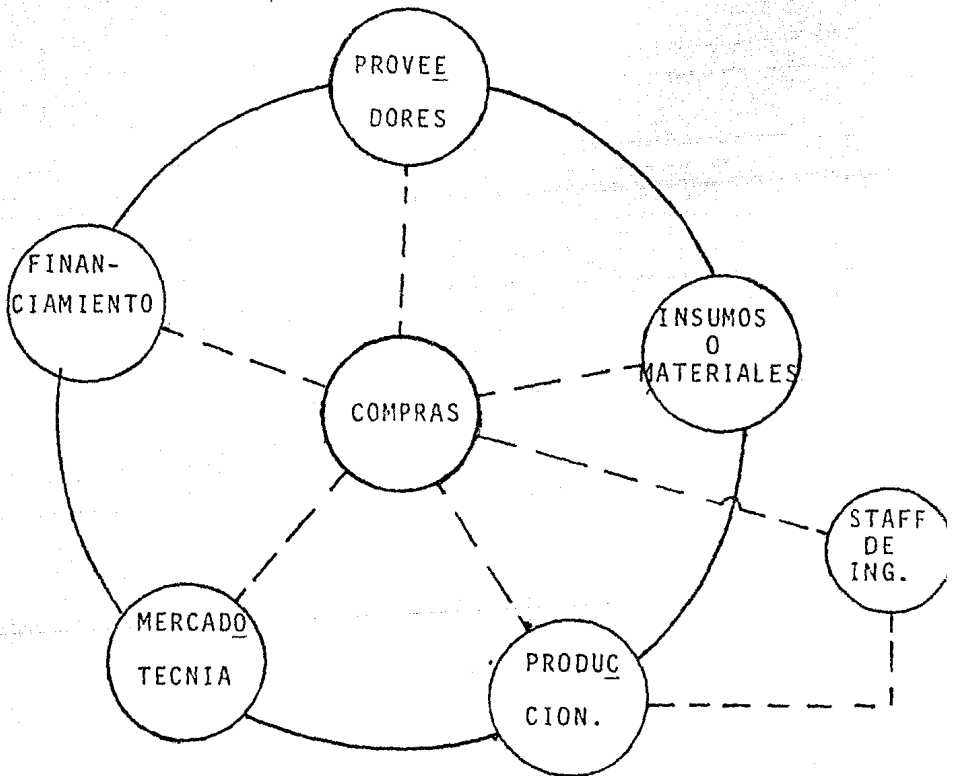 PROVEE
DORES
FINAN-
CIAMIENTO
INSUMOS
O
MATERIALES
COMPRAS
STAFF
DE
ING.
MERCADO
TECNIA
PRODUC
CION.